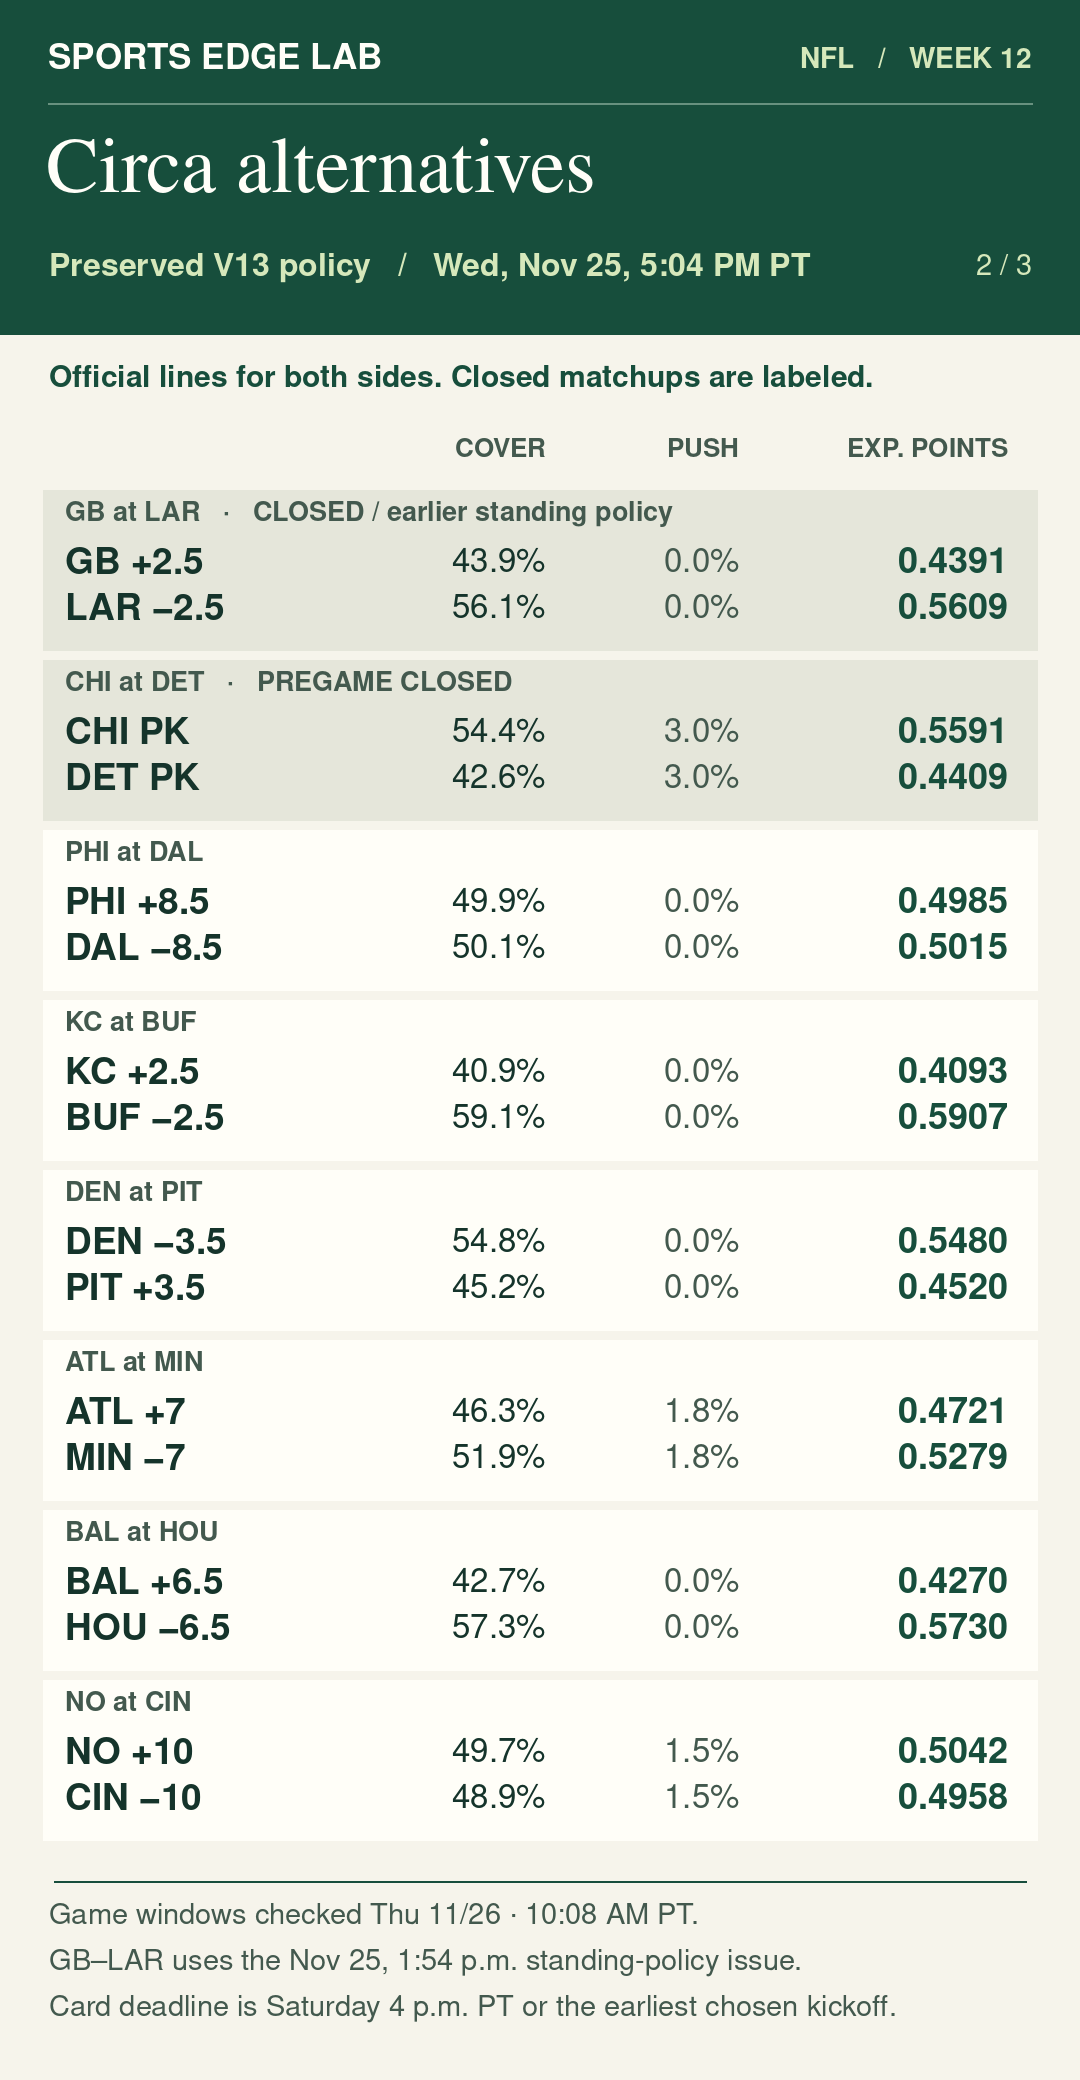 SPORTS EDGE LAB NFL / WEEK 12
Circa alternatives
Preserved V13 policy / Wed, Nov 25, 5:04 PM PT 2 / 3
Official lines for both sides. Closed matchups are labeled.
COVER PUSH EXP. POINTS
GB at LAR · CLOSED / earlier standing policy
GB +2.5 43.9% 0.0% 0.4391
LAR −2.5 56.1% 0.0% 0.5609
CHI at DET · PREGAME CLOSED
CHI PK 54.4% 3.0% 0.5591
DET PK 42.6% 3.0% 0.4409
PHI at DAL
PHI +8.5 49.9% 0.0% 0.4985
DAL −8.5 50.1% 0.0% 0.5015
KC at BUF
KC +2.5 40.9% 0.0% 0.4093
BUF −2.5 59.1% 0.0% 0.5907
DEN at PIT
DEN −3.5 54.8% 0.0% 0.5480
PIT +3.5 45.2% 0.0% 0.4520
ATL at MIN
ATL +7 46.3% 1.8% 0.4721
MIN −7 51.9% 1.8% 0.5279
BAL at HOU
BAL +6.5 42.7% 0.0% 0.4270
HOU −6.5 57.3% 0.0% 0.5730
NO at CIN
NO +10 49.7% 1.5% 0.5042
CIN −10 48.9% 1.5% 0.4958
Game windows checked Thu 11/26 · 10:08 AM PT.
GB–LAR uses the Nov 25, 1:54 p.m. standing-policy issue.
Card deadline is Saturday 4 p.m. PT or the earliest chosen kickoff.